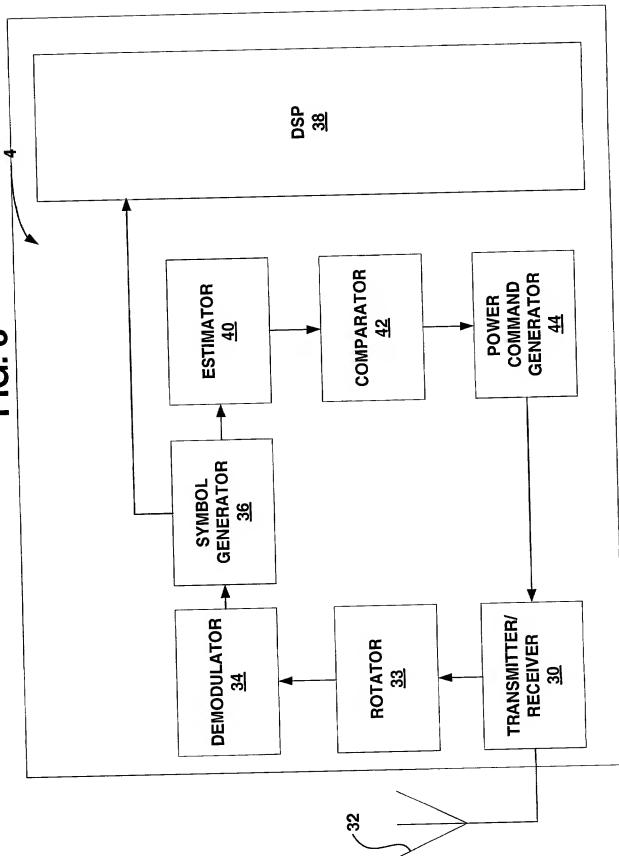 FIG.
4
DEMODULATOR
34
SYMBOL
GENERATOR
36
ESTIMATOR
40
DSP
38
ROTATOR
33
COMPARATOR
42
32
TRANSMITTER/
RECEIVER
30
POWER
COMMAND
GENERATOR
44